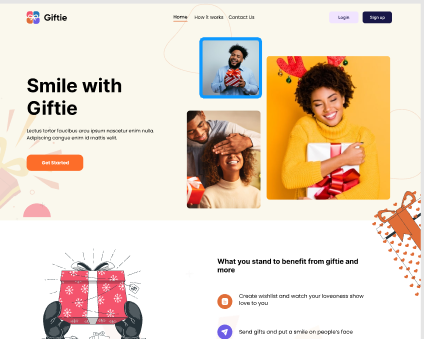 Giftie
Home How it works Contact Us
Login Sign up
Smile with
Giftie
Lectus tortor faucibus arcu ipsum nascetur enim nulla.
Adipiscing congue enim id mattis velit.
Get Started
What you stand to benefit from giftie and
more
Create wishlist and watch your loveones show
love to you
Send gifts and put a smile on people's face